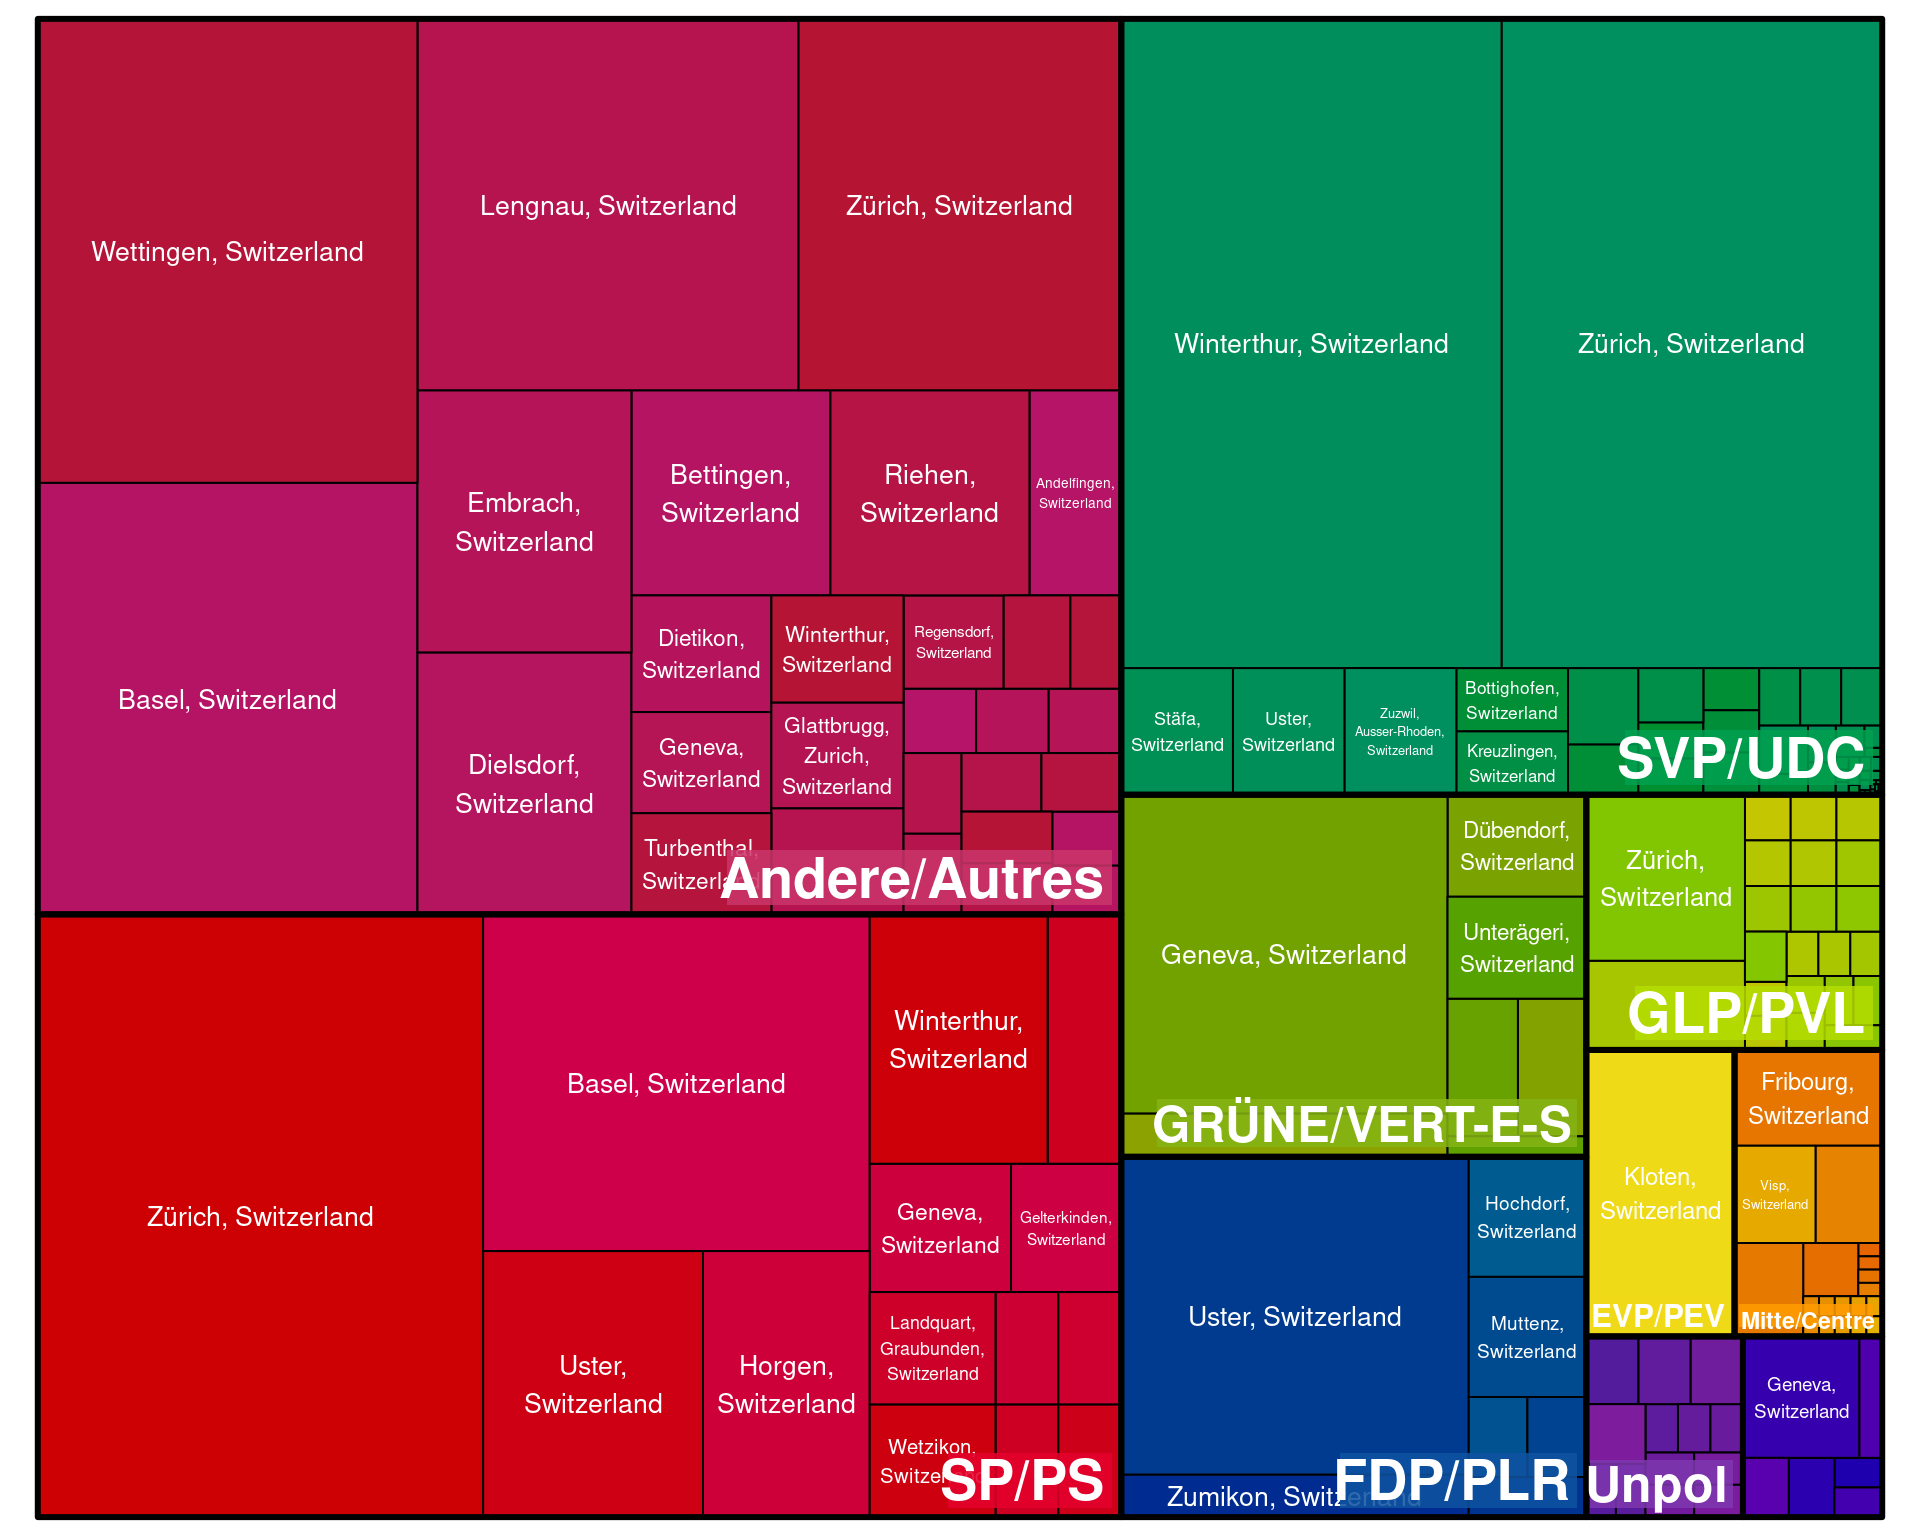 Wettingen, Switzerland
Lengnau, Switzerland
Zürich, Switzerland
Basel, Switzerland
Embrach,
Switzerland
Bettingen,
Switzerland
Riehen,
Switzerland
Andelfingen,
Switzerland
Dielsdorf,
Switzerland
Dietikon,
Switzerland
Winterthur,
Switzerland
Regensdorf,
Switzerland
Geneva,
Switzerland
Glattbrugg,
Zurich,
Switzerland
Turbenthal,
Switzerland
Andere/Autres
Winterthur, Switzerland
Zürich, Switzerland
Stäfa,
Switzerland
Uster,
Switzerland
Zuzwil,
Ausser-Rhoden,
Switzerland
Bottighofen,
Switzerland
Kreuzlingen,
Switzerland
SVP/UDC
Zürich, Switzerland
Basel, Switzerland
Winterthur,
Switzerland
Uster,
Switzerland
Horgen,
Switzerland
Geneva,
Switzerland
Gelterkinden,
Switzerland
Landquart,
Graubunden,
Switzerland
Wetzikon,
Switzerland
SP/PS
Geneva, Switzerland
Dübendorf,
Switzerland
Unterägeri,
Switzerland
GRÜNE/VERT-E-S
Zürich,
Switzerland
GLP/PVL
Uster, Switzerland
Hochdorf,
Switzerland
Muttenz,
Switzerland
Zumikon, Switzerland
FDP/PLR
Kloten,
Switzerland
EVP/PEV
Fribourg,
Switzerland
Visp,
Switzerland
Mitte/Centre
Unpol
Geneva,
Switzerland